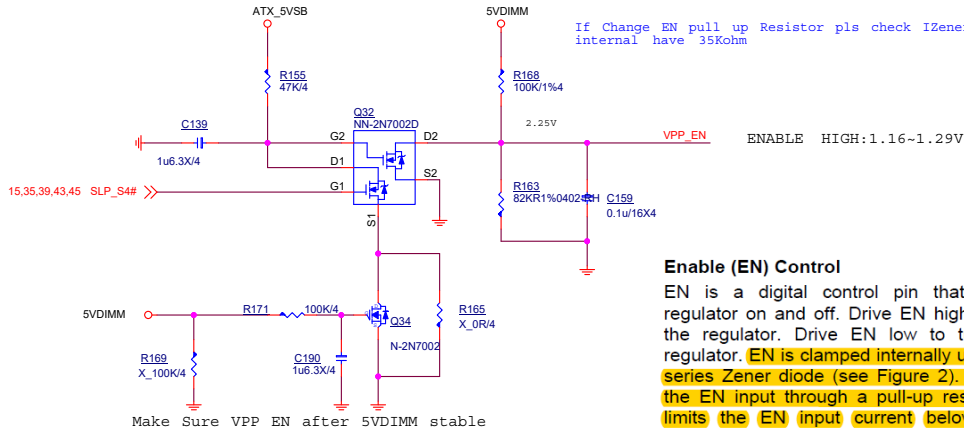 ATX_5VSB
5VDIMM
If Change EN pull up Resistor pls check IZener
internal have 35Kohm
R155
47K/4
R168
100K/1%4
Q32
NN-2N7002D
2.25V
C139
1u6.3X/4
G2
D2
VPP_EN
ENABLE HIGH:1.16~1.29V
D1
S2
15,35,39,43,45 SLP_S4#
G1
R163
82KR1%0402-RH
C159
0.1u/16X4
S1
Enable (EN) Control
EN is a digital control pin that
regulator on and off. Drive EN high
the regulator. Drive EN low to t
regulator. EN is clamped internally u
series Zener diode (see Figure 2).
the EN input through a pull-up res
limits the EN input current below
5VDIMM
R171
100K/4
R165
X_0R/4
Q34
N-2N7002
R169
X_100K/4
C190
1u6.3X/4
Make Sure VPP EN after 5VDIMM stable